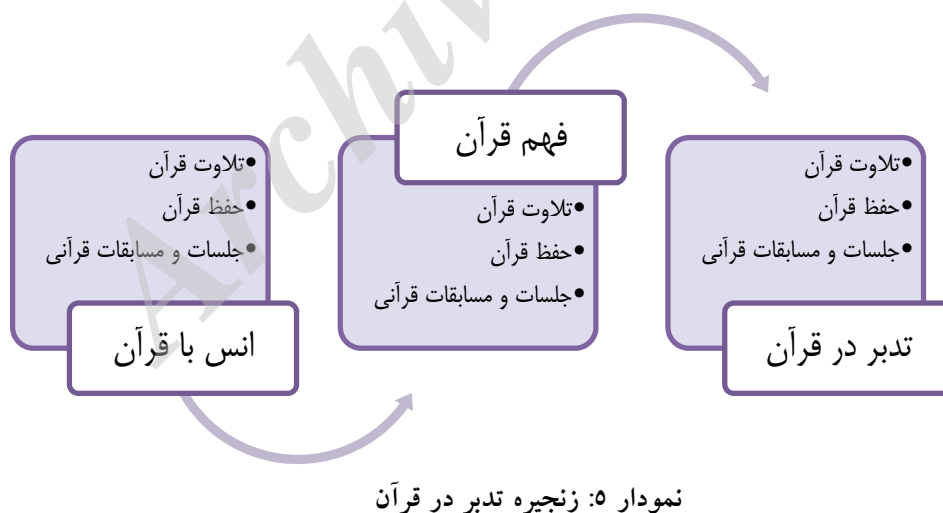 انس با قرآن
•تلاوت قرآن
•حفظ قرآن
•جلسات و مسابقات قرآنی
فهم قرآن
•تلاوت قرآن
•حفظ قرآن
•جلسات و مسابقات قرآنی
تدبر در قرآن
•تلاوت قرآن
•حفظ قرآن
•جلسات و مسابقات قرآنی
نمودار ٥: زنجیره تدبر در قرآن